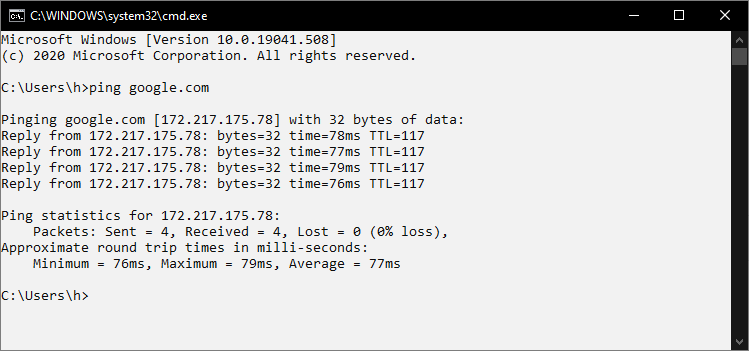 C:\WINDOWS\system32\cmd.exe
Microsoft Windows [Version 10.0.19041.508]
(c) 2020 Microsoft Corporation. All rights reserved.
C:\Users\h>ping google.com
Pinging google.com [172.217.175.78] with 32 bytes of data:
Reply from 172.217.175.78: bytes=32 time=78ms TTL=117
Reply from 172.217.175.78: bytes=32 time=77ms TTL=117
Reply from 172.217.175.78: bytes=32 time=79ms TTL=117
Reply from 172.217.175.78: bytes=32 time=76ms TTL=117
Ping statistics for 172.217.175.78:
    Packets: Sent = 4, Received = 4, Lost = 0 (0% loss),
Approximate round trip times in milli-seconds:
    Minimum = 76ms, Maximum = 79ms, Average = 77ms
C:\Users\h>